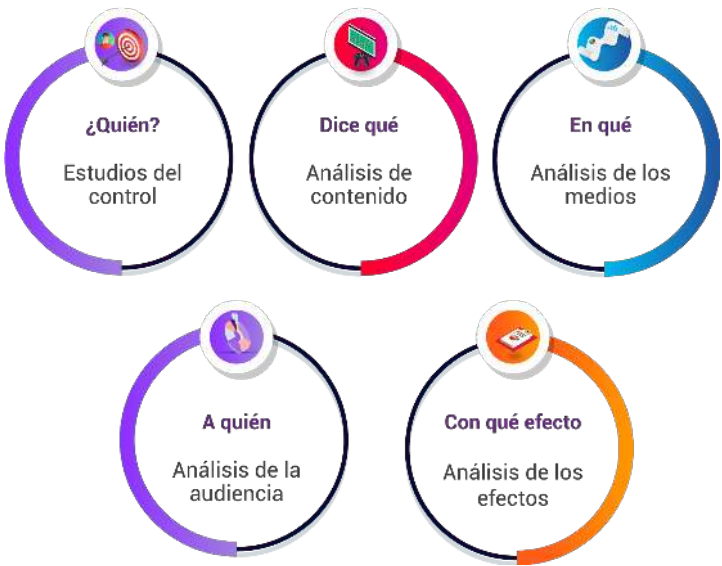 ¿Quién?
Estudios del
control
Dice qué
Análisis de
contenido
En qué
Análisis de los
medios
A quién
Análisis de la
audiencia
Con qué efecto
Análisis de los
efectos